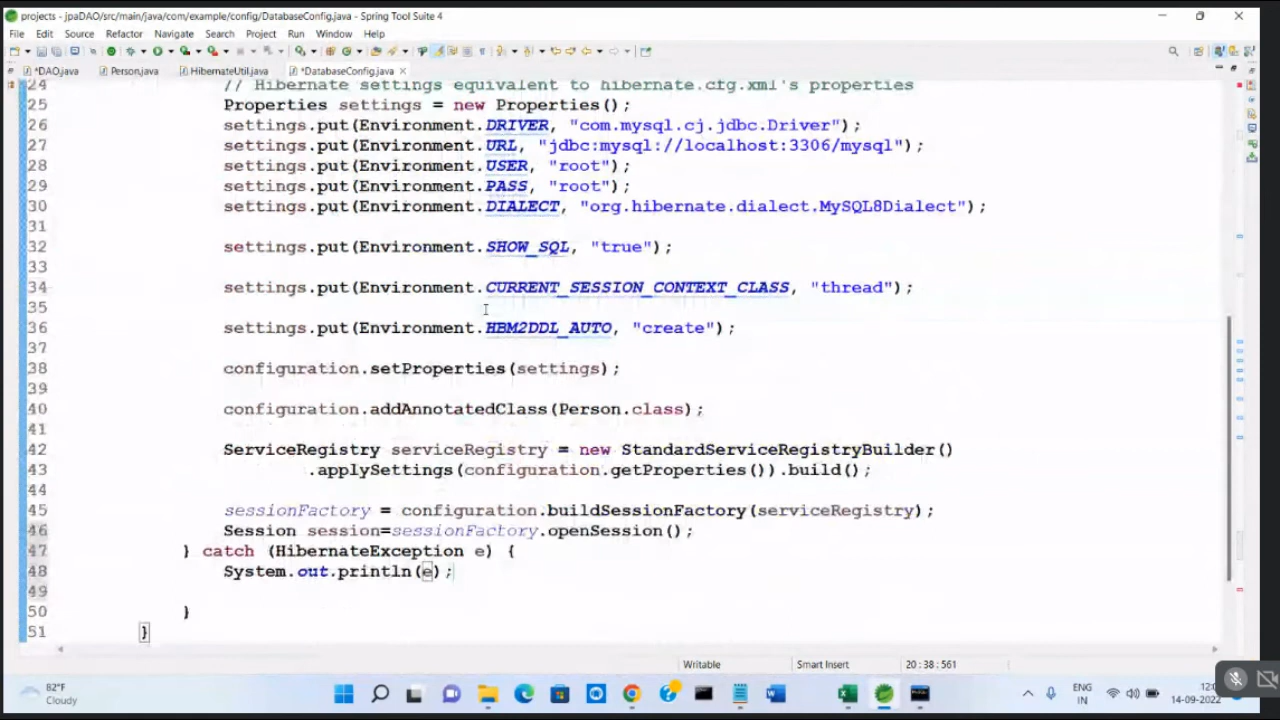 projects - jpaDAO/src/main/java/com/example/config/DatabaseConfig.java - Spring Tool Suite 4
File Edit Source Refactor Navigate Search Project Run Window Help
*DAO.java Person.java HibernateUtil.java *DatabaseConfig.java
24 // Hibernate settings equivalent to hibernate.cfg.xml's properties
25 Properties settings = new Properties();
26 settings.put(Environment.DRIVER, "com.mysql.cj.jdbc.Driver");
27 settings.put(Environment.URL, "jdbc:mysql://localhost:3306/mysql");
28 settings.put(Environment.USER, "root");
29 settings.put(Environment.PASS, "root");
30 settings.put(Environment.DIALECT, "org.hibernate.dialect.MySQL8Dialect");
31
32 settings.put(Environment.SHOW_SQL, "true");
33
34 settings.put(Environment.CURRENT_SESSION_CONTEXT_CLASS, "thread");
35
36 settings.put(Environment.HBM2DDL_AUTO, "create");
37
38 configuration.setProperties(settings);
39
40 configuration.addAnnotatedClass(Person.class);
41
42 ServiceRegistry serviceRegistry = new StandardServiceRegistryBuilder()
43 .applySettings(configuration.getProperties()).build();
44
45 sessionFactory = configuration.buildSessionFactory(serviceRegistry);
46 Session session=sessionFactory.openSession();
47 } catch (HibernateException e) {
48 System.out.println(e);
49
50 }
51 }
Writable Smart Insert 20 : 38 : 561
82°F
Cloudy
ENG
IN
14-09-2022